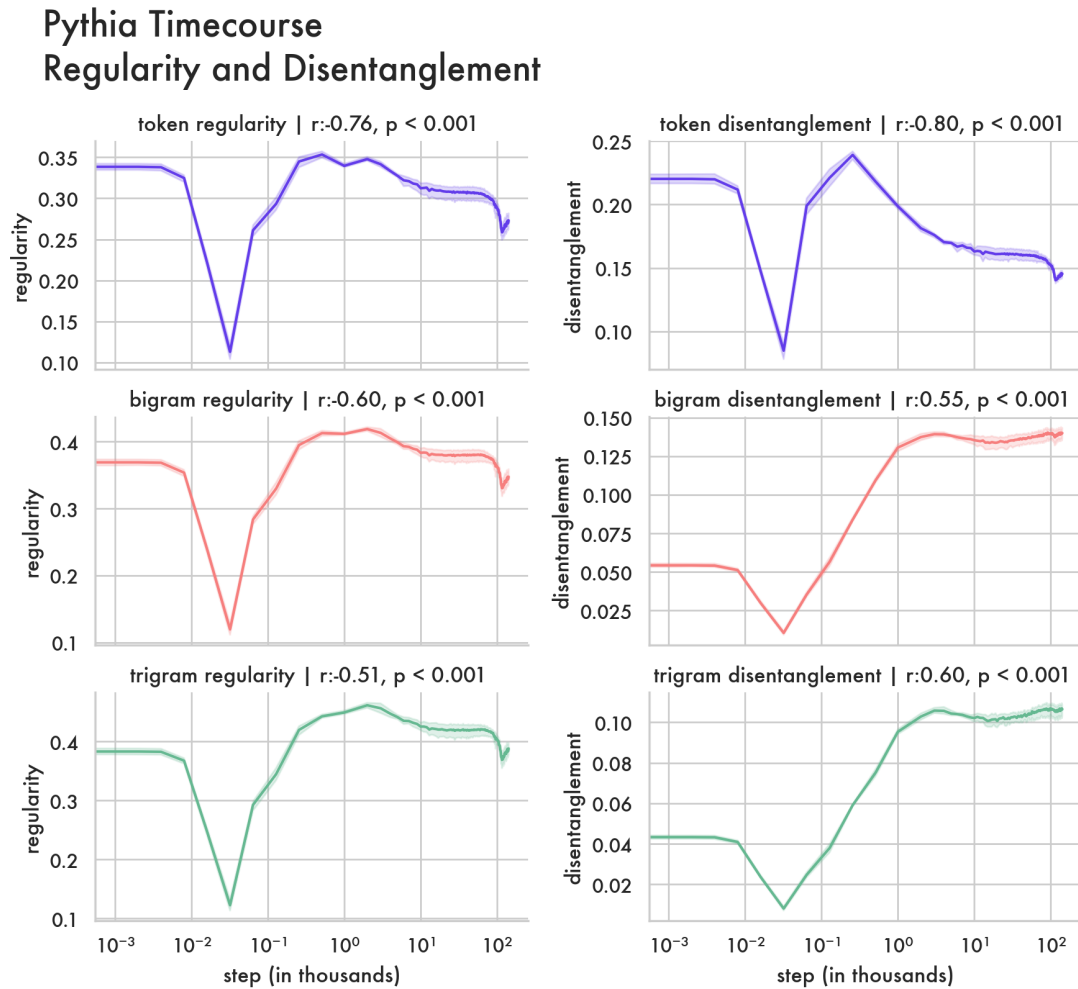 Pythia Timecourse
Regularity and Disentanglement
token regularity | r:-0.76, p < 0.001
regularity
0.35
0.30
0.25
0.20
0.15
0.10
token disentanglement | r:-0.80, p < 0.001
disentanglement
0.25
0.20
0.15
0.10
bigram regularity | r:-0.60, p < 0.001
regularity
0.4
0.3
0.2
0.1
bigram disentanglement | r:0.55, p < 0.001
disentanglement
0.150
0.125
0.100
0.075
0.050
0.025
trigram regularity | r:-0.51, p < 0.001
regularity
0.4
0.3
0.2
0.1
10⁻³ 10⁻² 10⁻¹ 10⁰ 10¹ 10²
step (in thousands)
trigram disentanglement | r:0.60, p < 0.001
disentanglement
0.10
0.08
0.06
0.04
0.02
10⁻³ 10⁻² 10⁻¹ 10⁰ 10¹ 10²
step (in thousands)